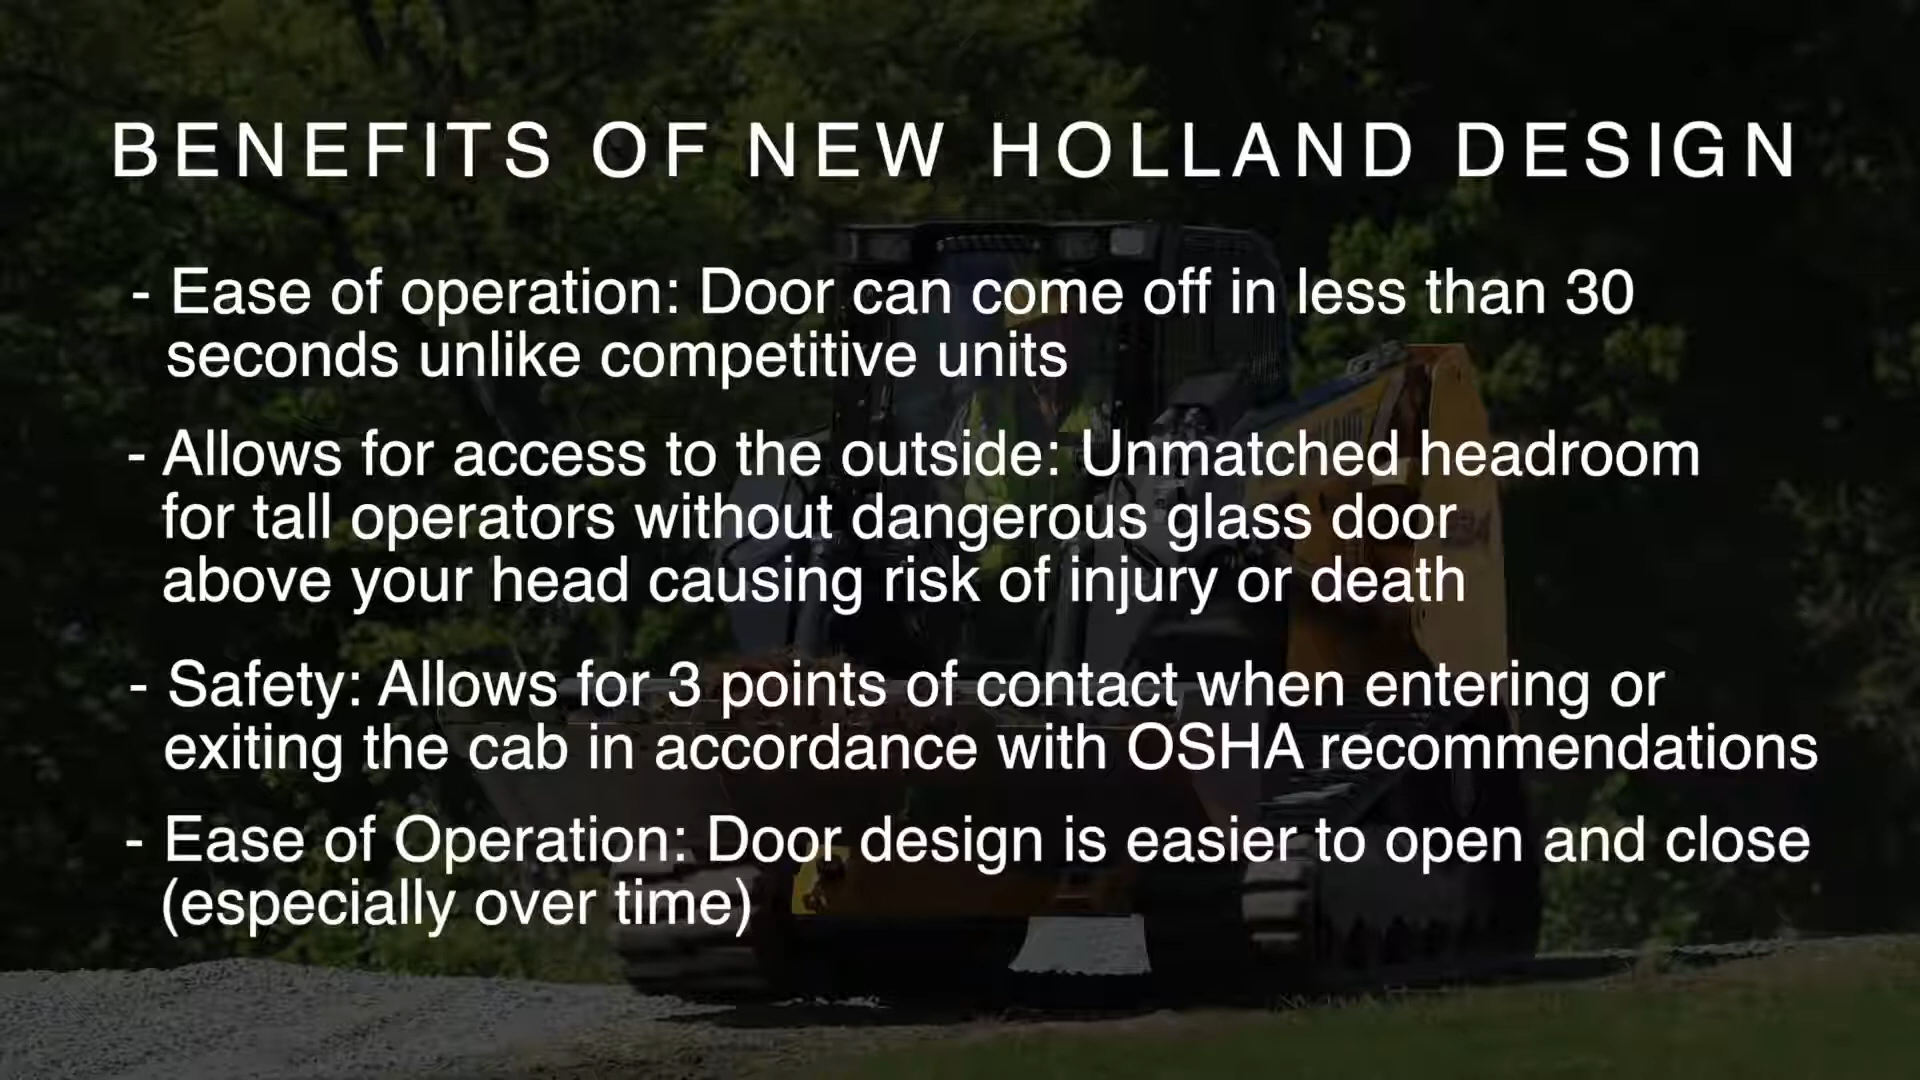 BENEFITS OF NEW HOLLAND DESIGN
- Ease of operation: Door can come off in less than 30
seconds unlike competitive units
- Allows for access to the outside: Unmatched headroom
for tall operators without dangerous glass door
above your head causing risk of injury or death
- Safety: Allows for 3 points of contact when entering or
exiting the cab in accordance with OSHA recommendations
- Ease of Operation: Door design is easier to open and close
(especially over time)